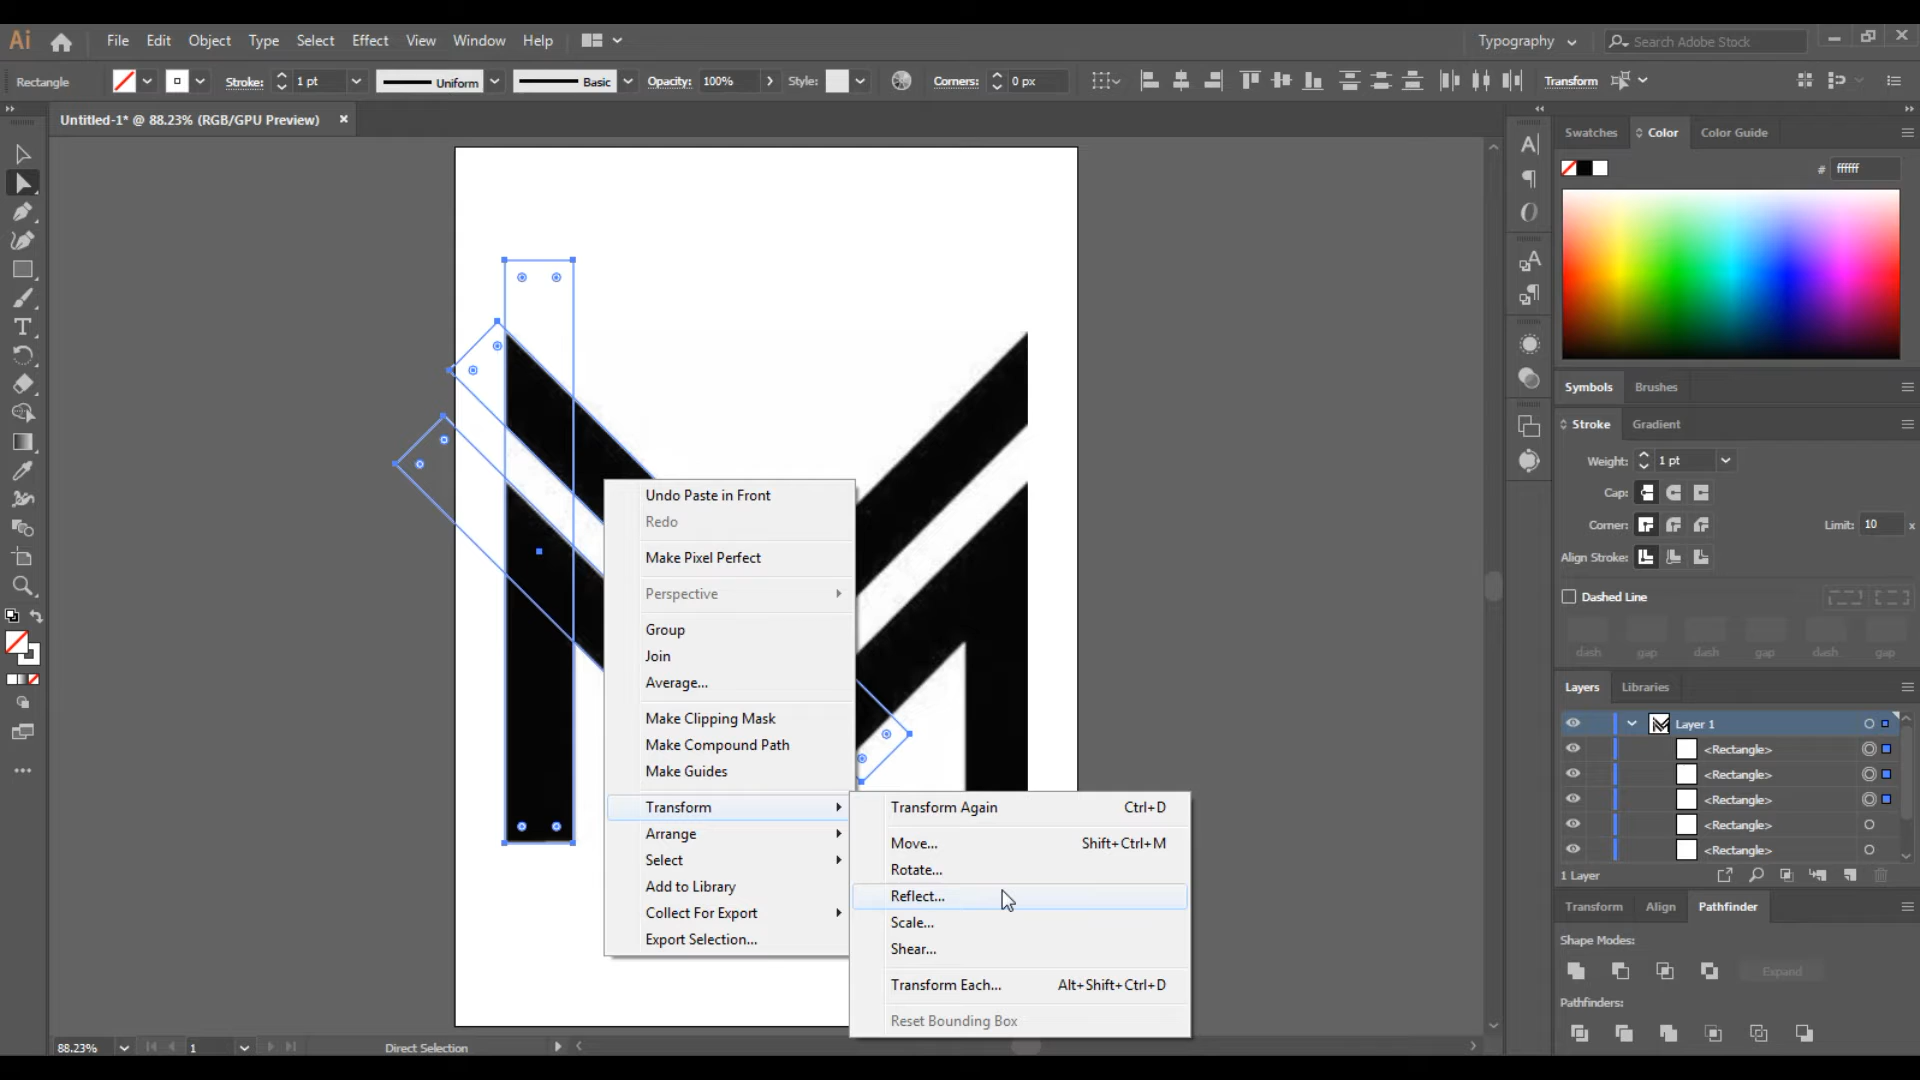 Ai File Edit Object Type Select Effect View Window Help Typography Search Adobe Stock
Rectangle Stroke: 1 pt Uniform Basic Opacity: 100% Style: Corners: 0 px Transform
Untitled-1* @ 88.23% (RGB/GPU Preview) ×
Swatches Color Color Guide
# ffffff
Symbols Brushes
Stroke Gradient
Weight: 1 pt
Cap:
Corner: Limit: 10 x
Align Stroke:
Dashed Line
dash gap dash gap dash gap
Layers Libraries
Layer 1
<Rectangle>
<Rectangle>
<Rectangle>
<Rectangle>
<Rectangle>
1 Layer
Transform Align Pathfinder
Shape Modes:
Expand
Pathfinders:
Undo Paste in Front
Redo
Make Pixel Perfect
Perspective
Group
Join
Average...
Make Clipping Mask
Make Compound Path
Make Guides
Transform
Arrange
Select
Add to Library
Collect For Export
Export Selection...
Transform Again Ctrl+D
Move... Shift+Ctrl+M
Rotate...
Reflect...
Scale...
Shear...
Transform Each... Alt+Shift+Ctrl+D
Reset Bounding Box
88.23% 1 Direct Selection